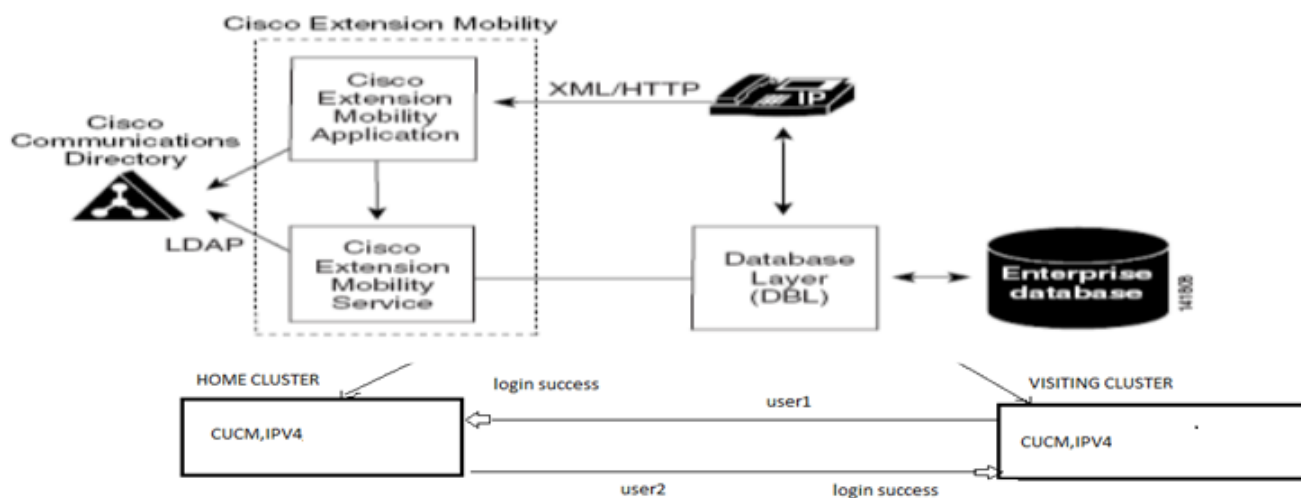 Cisco Extension Mobility
Cisco
Extension
Mobility
Application
XML/HTTP
IP
Cisco
Communications
Directory
LDAP
Cisco
Extension
Mobility
Service
Database
Layer
(DBL)
Enterprise
database
141808
HOME CLUSTER
login success
user1
VISITING CLUSTER
CUCM,IPV4
CUCM,IPV4
user2
login success